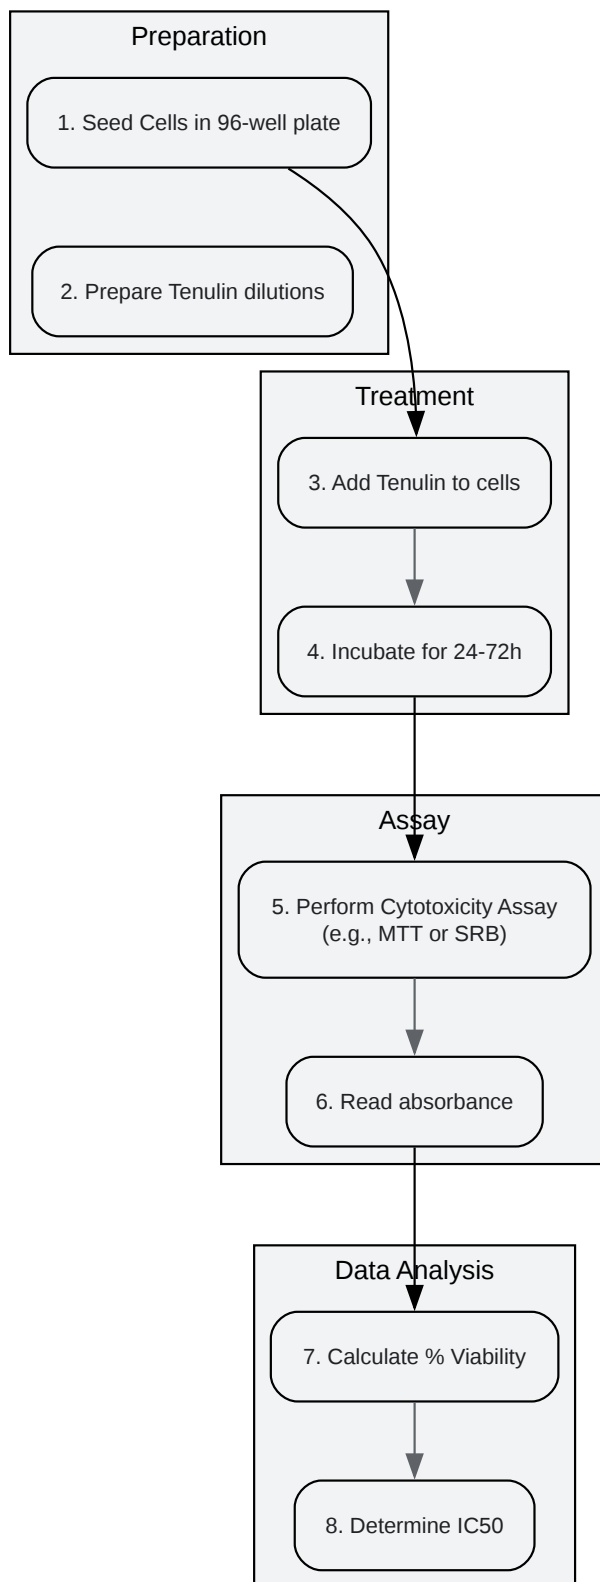 Preparation
1. Seed Cells in 96-well plate
2. Prepare Tenulin dilutions
Treatment
3. Add Tenulin to cells
4. Incubate for 24-72h
Assay
5. Perform Cytotoxicity Assay
(e.g., MTT or SRB)
6. Read absorbance
Data Analysis
7. Calculate % Viability
8. Determine IC50